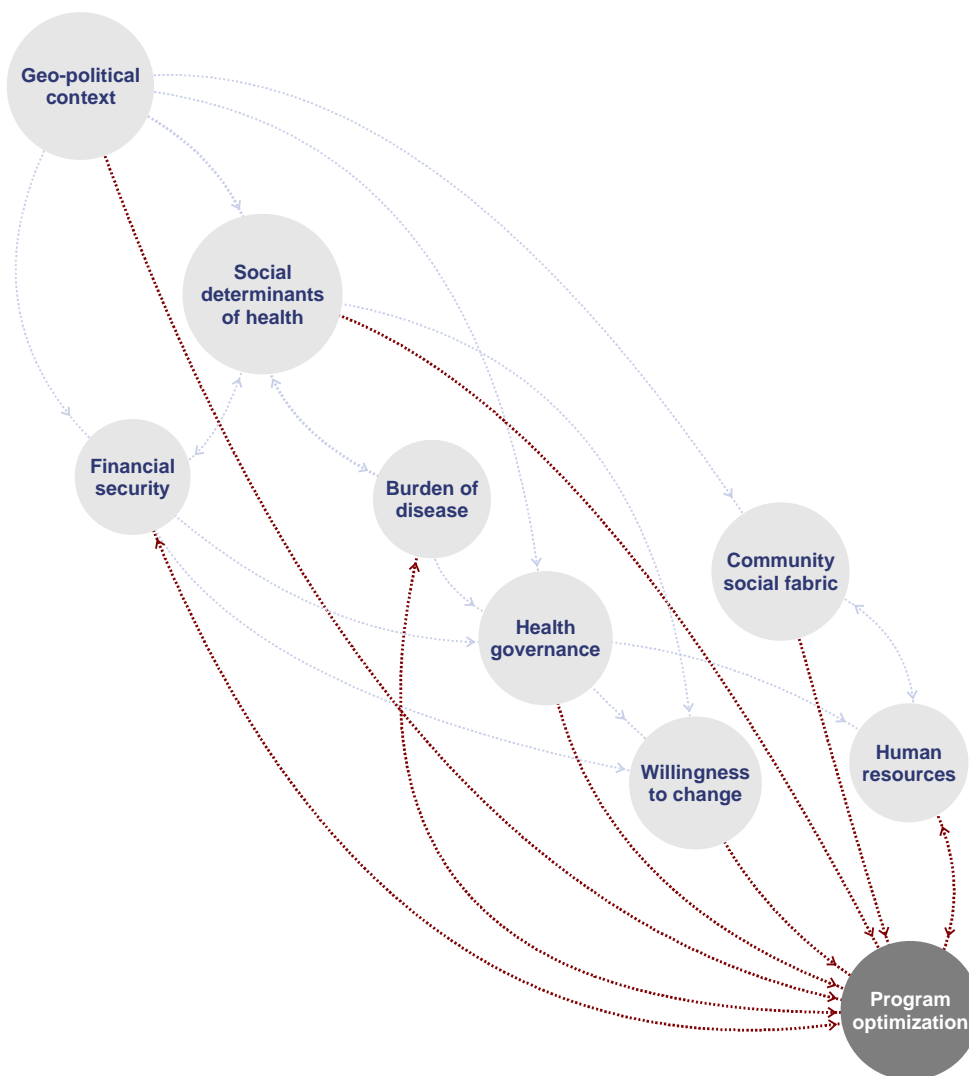 Geo-political
context
Social
determinants
of health
Financial
security
Burden of
disease
Community
social fabric
Health
governance
Willingness
to change
Human
resources
Program
optimization